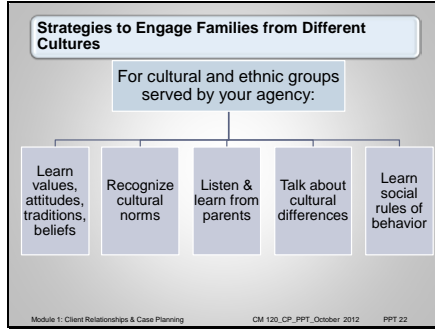 Strategies to Engage Families from Different
Cultures
For cultural and ethnic groups
served by your agency:
Learn
values,
attitudes,
traditions,
beliefs
Recognize
cultural
norms
Listen &
learn from
parents
Talk about
cultural
differences
Learn
social
rules of
behavior
Module 1: Client Relationships & Case Planning CM 120_CP_PPT_October 2012 PPT 22